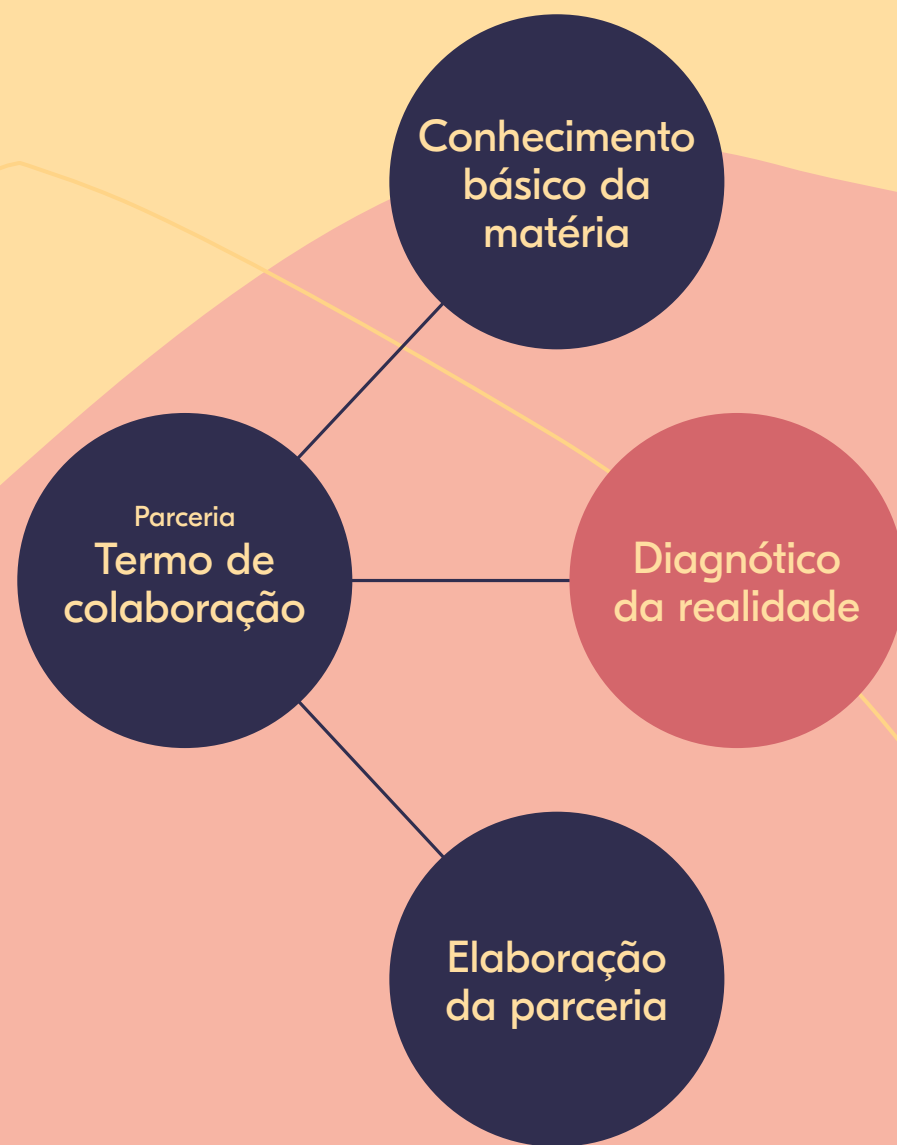 Conhecimento
básico da
matéria
Parceria
Termo de
colaboração
Diagnótico
da realidade
Elaboração
da parceria